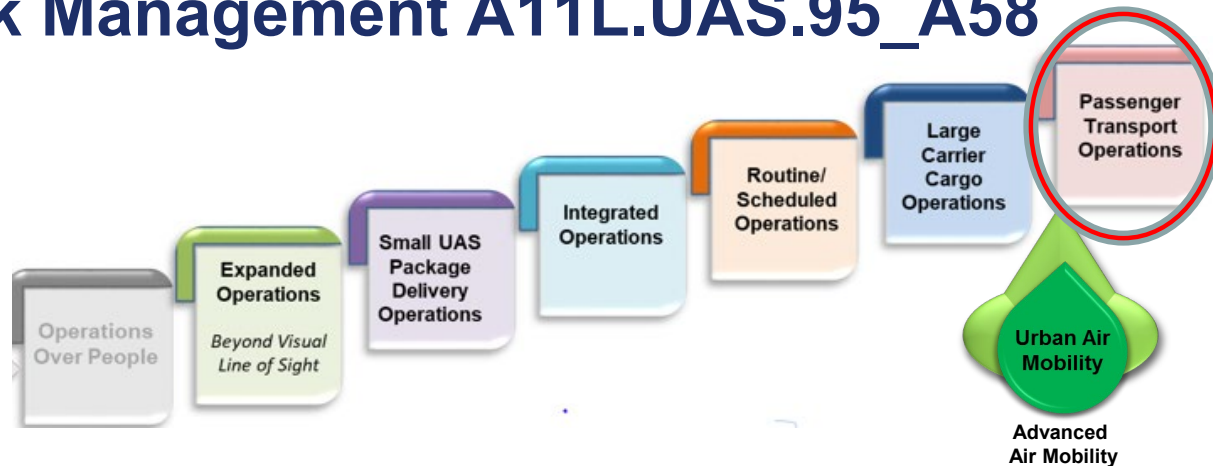 k Management A11L.UAS.95_A58
Operations
Over People
Expanded
Operations
Beyond Visual
Line of Sight
Small UAS
Package
Delivery
Operations
Integrated
Operations
Routine/
Scheduled
Operations
Large
Carrier
Cargo
Operations
Passenger
Transport
Operations
Urban Air
Mobility
Advanced
Air Mobility